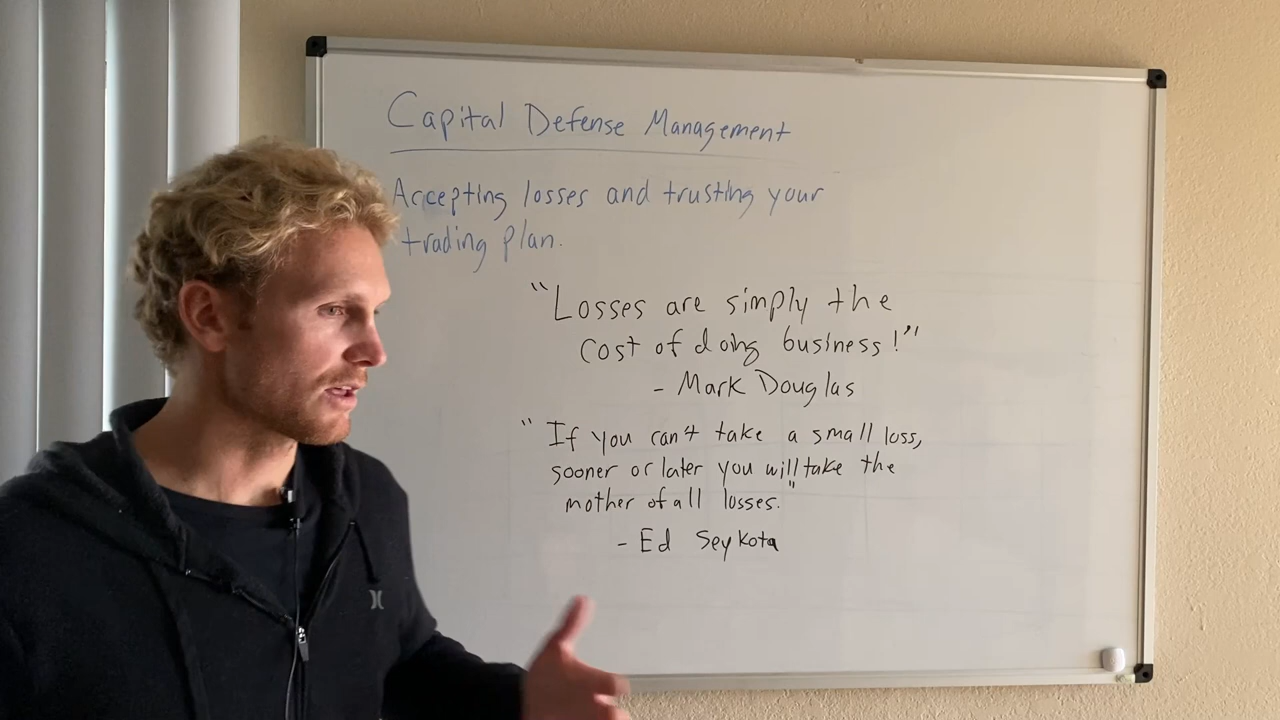 Capital Defense Management
Accepting losses and trusting your
trading plan.
"Losses are simply the
cost of doing business!"
- Mark Douglas
"If you can't take a small loss,
sooner or later you will take the
mother of all losses."
- Ed Seykota